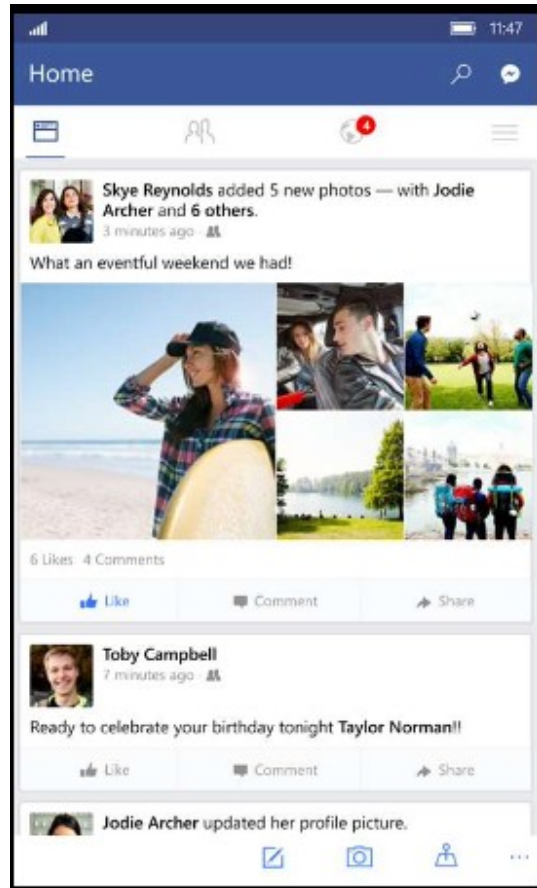 11:47
Home
4
Skye Reynolds added 5 new photos — with Jodie
Archer and 6 others.
3 minutes ago
What an eventful weekend we had!
6 Likes 4 Comments
Like Comment Share
Toby Campbell
7 minutes ago
Ready to celebrate your birthday tonight Taylor Norman!!
Like Comment Share
Jodie Archer updated her profile picture.